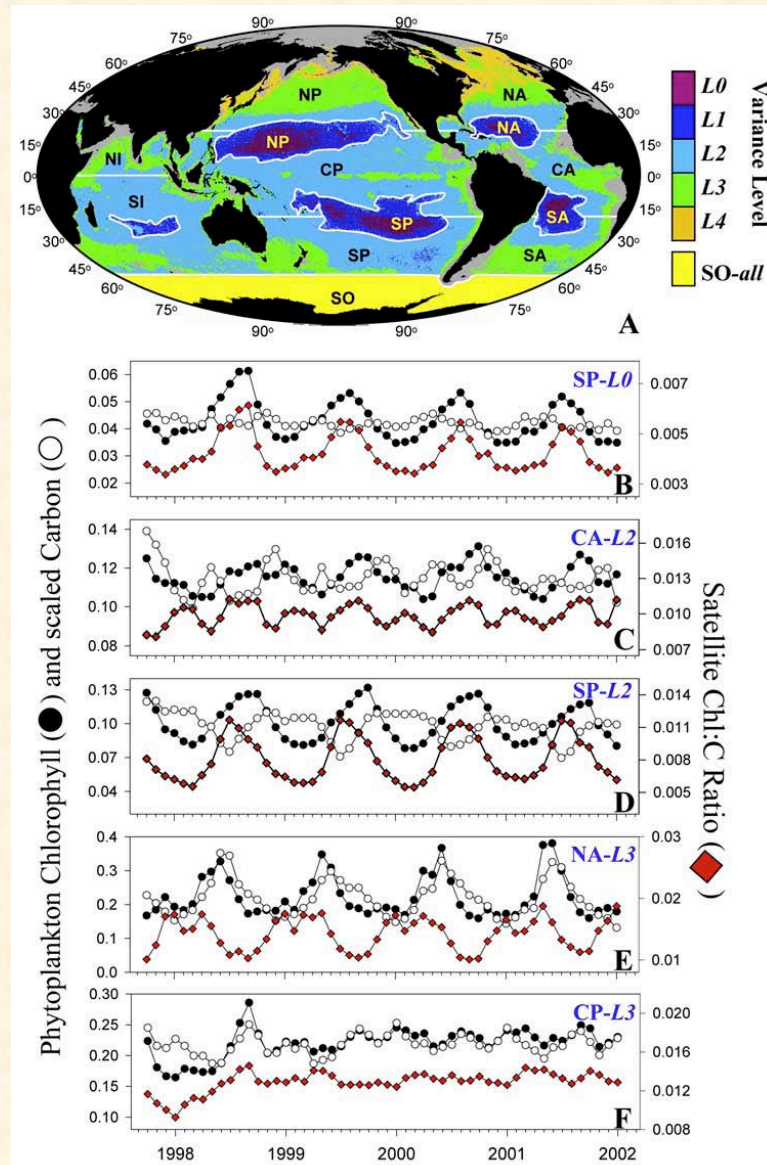 90° 90°
75° 75°
60° 60°
45° 45°
30° 30°
15° 15°
0° 0°
15° 15°
30° 30°
45° 45°
60° 60°
75° 75°
90° 90°
NP NA
NP NA
NI CP CA
SI SP SA
SP SA
SO
A
L0
L1
L2
L3
L4
SO-all
Variance Level
Phytoplankton Chlorophyll (●) and scaled Carbon (○)
Satellite Chl:C Ratio (◆)
SP-L0
0.06
0.05
0.04
0.03
0.02
0.007
0.005
0.003
B
CA-L2
0.14
0.12
0.10
0.08
0.016
0.013
0.010
0.007
C
SP-L2
0.13
0.10
0.07
0.04
0.014
0.011
0.008
0.005
D
NA-L3
0.4
0.3
0.2
0.1
0.0
0.03
0.02
0.01
E
CP-L3
0.30
0.25
0.20
0.15
0.10
0.020
0.016
0.012
0.008
F
1998 1999 2000 2001 2002